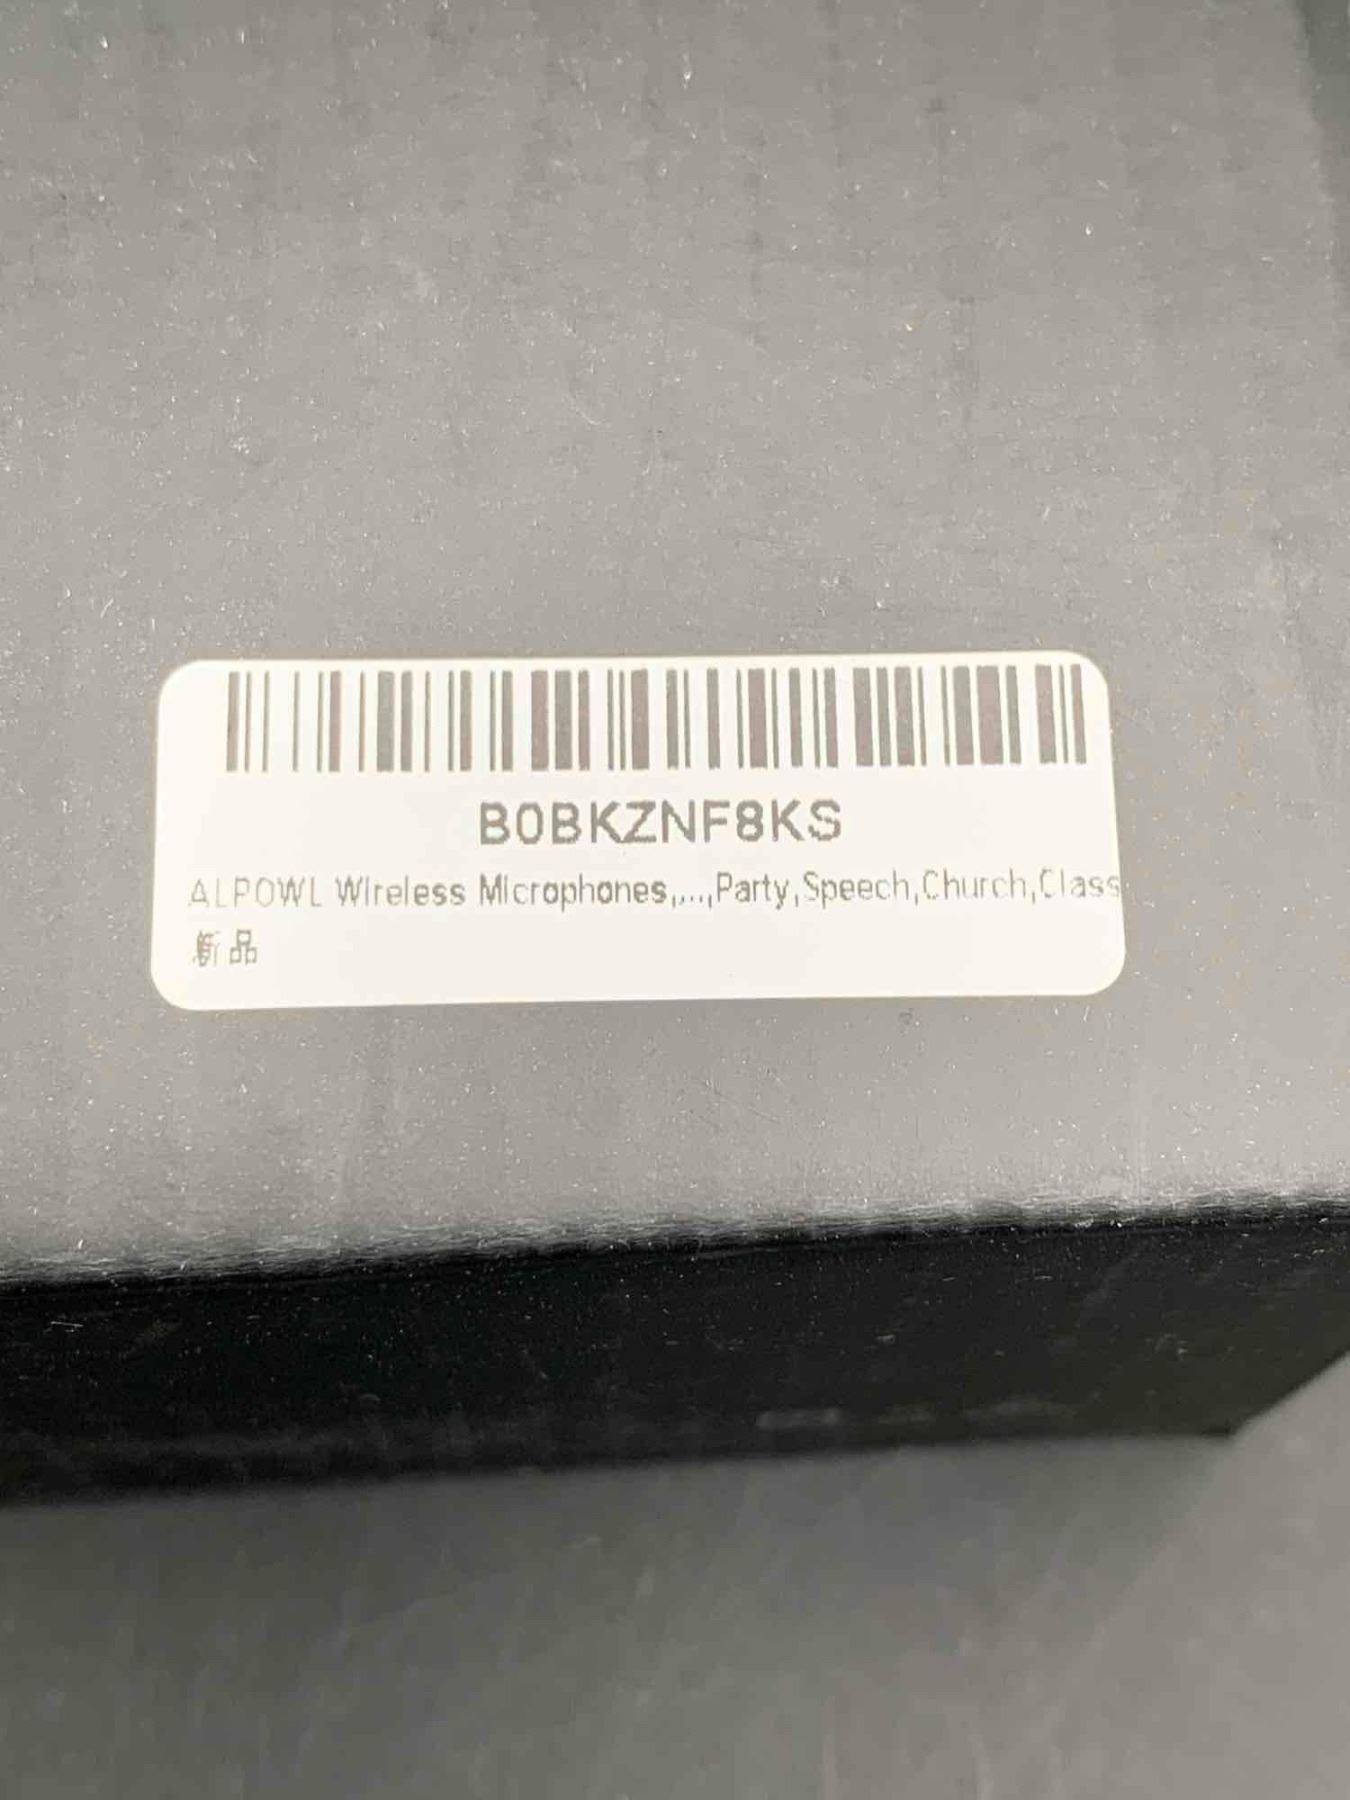 B0BKZNF8KS
ALPOWL Wireless Microphones,...,Party,Speech,Church,Class
新品